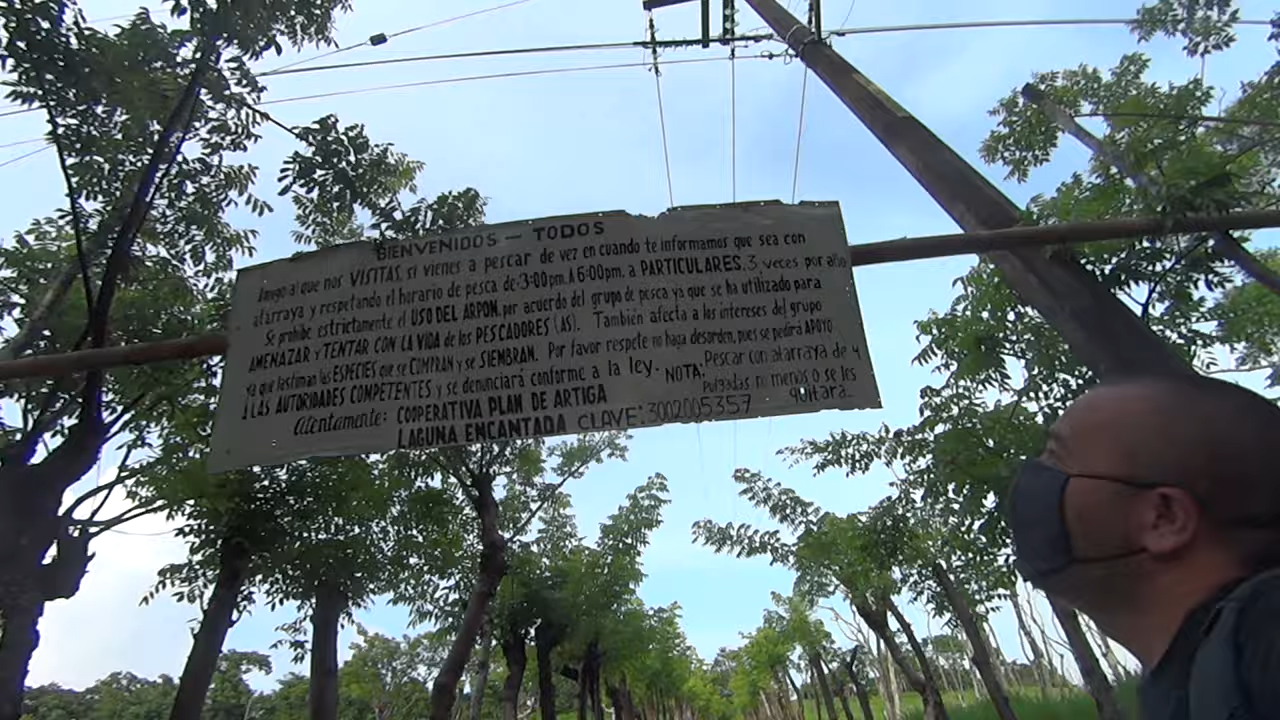 BIENVENIDOS — TODOS
Amigo al que nos VISITAS, si vienes a pescar de vez en cuando te informamos que sea con
atarraya y respetando el horario de pesca de 3:00pm. A 6:00pm. a PARTICULARES. 3 veces por año
Se prohibe estrictamente el USO DEL ARPON, por acuerdo del grupo de pesca ya que se ha utilizado para
AMENAZAR y TENTAR CON LA VIDA de los PESCADORES (AS). También afecta a los intereses del grupo
ya que lastiman las ESPECIES que se COMPRAN y se SIEMBRAN. Por favor respete no haga desorden, pues se pedirá APOYO
A LAS AUTORIDADES COMPETENTES y se denunciará conforme a la ley. NOTA: Pescar con atarraya de 4
Pulgadas no menos o se les
quitara.
Atentamente: COOPERATIVA PLAN DE ARTIGA
LAGUNA ENCANTADA CLAVE: 3002005357